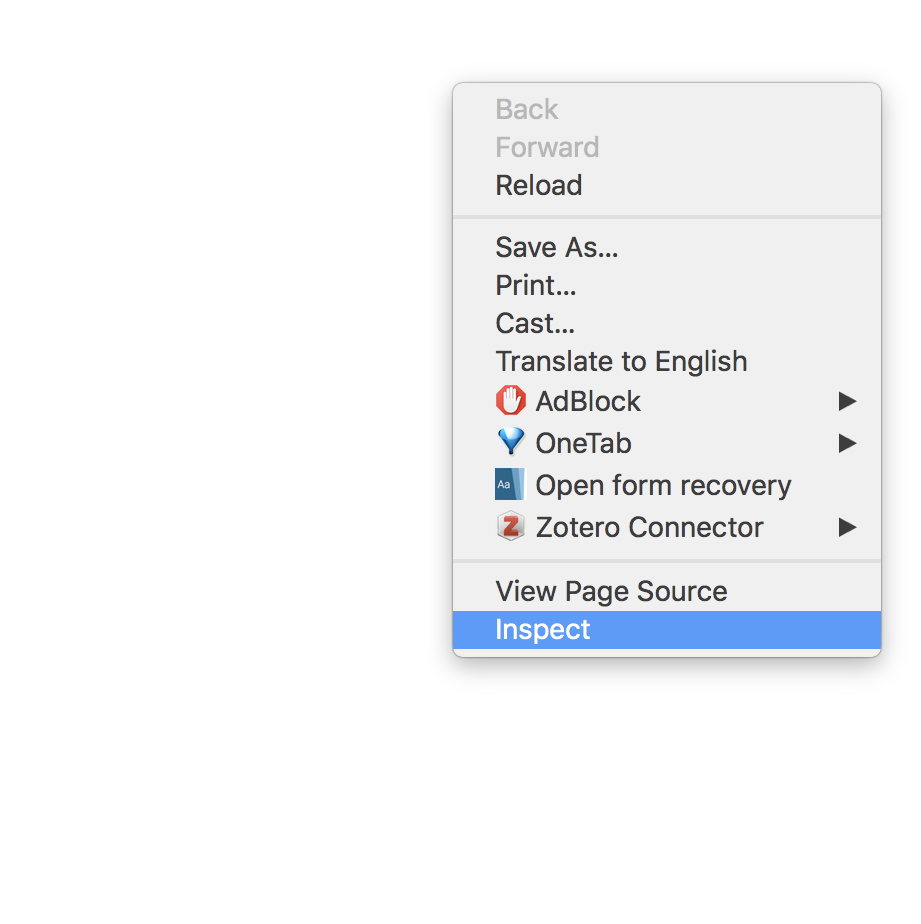 Back
Forward
Reload
Save As...
Print...
Cast...
Translate to English
AdBlock
OneTab
Aa Open form recovery
Z Zotero Connector
View Page Source
Inspect